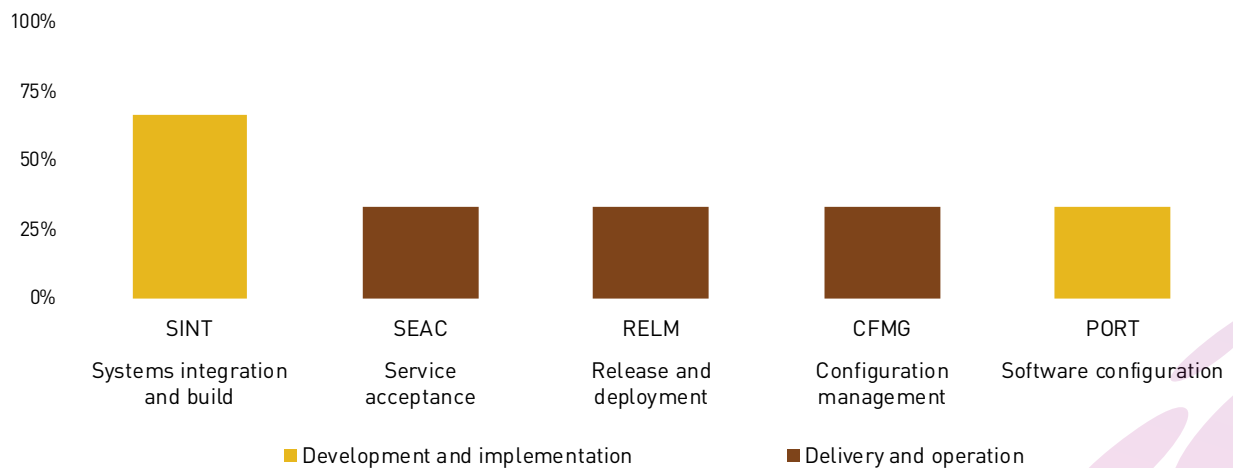 100%
75%
50%
25%
0%
SINT
SEAC
RELM
CFMG
PORT
Systems integration
and build
Service
acceptance
Release and
deployment
Configuration
management
Software configuration
Development and implementation
Delivery and operation